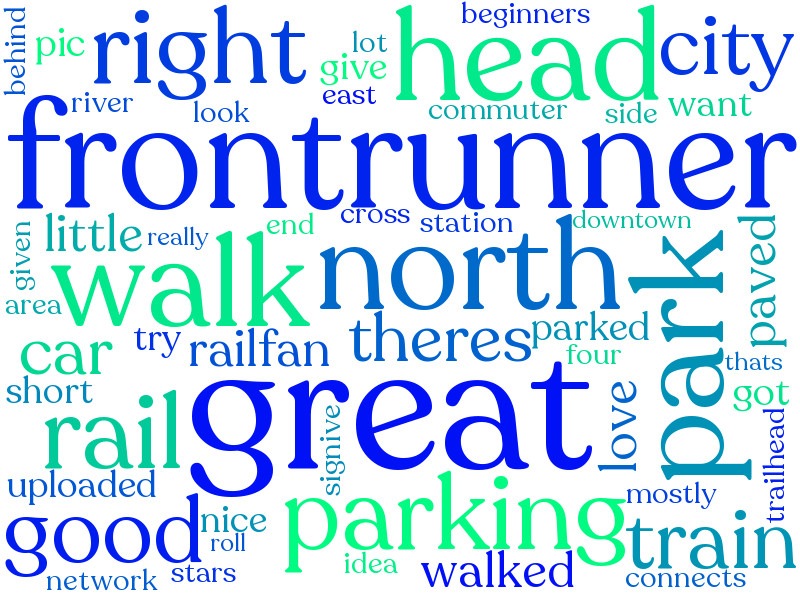 behind
pic
right
lot
give
head
beginners
city
river
look
east
commuter
side
want
frontrunner
given
little
really
end
cross
station
downtown
area
walk
north
park
paved
car
try
railfan
theres
parked
four
thats
short
got
rail
great
signive
love
trailhead
uploaded
good
nice
roll
parking
mostly
train
network
stars
idea
walked
connects